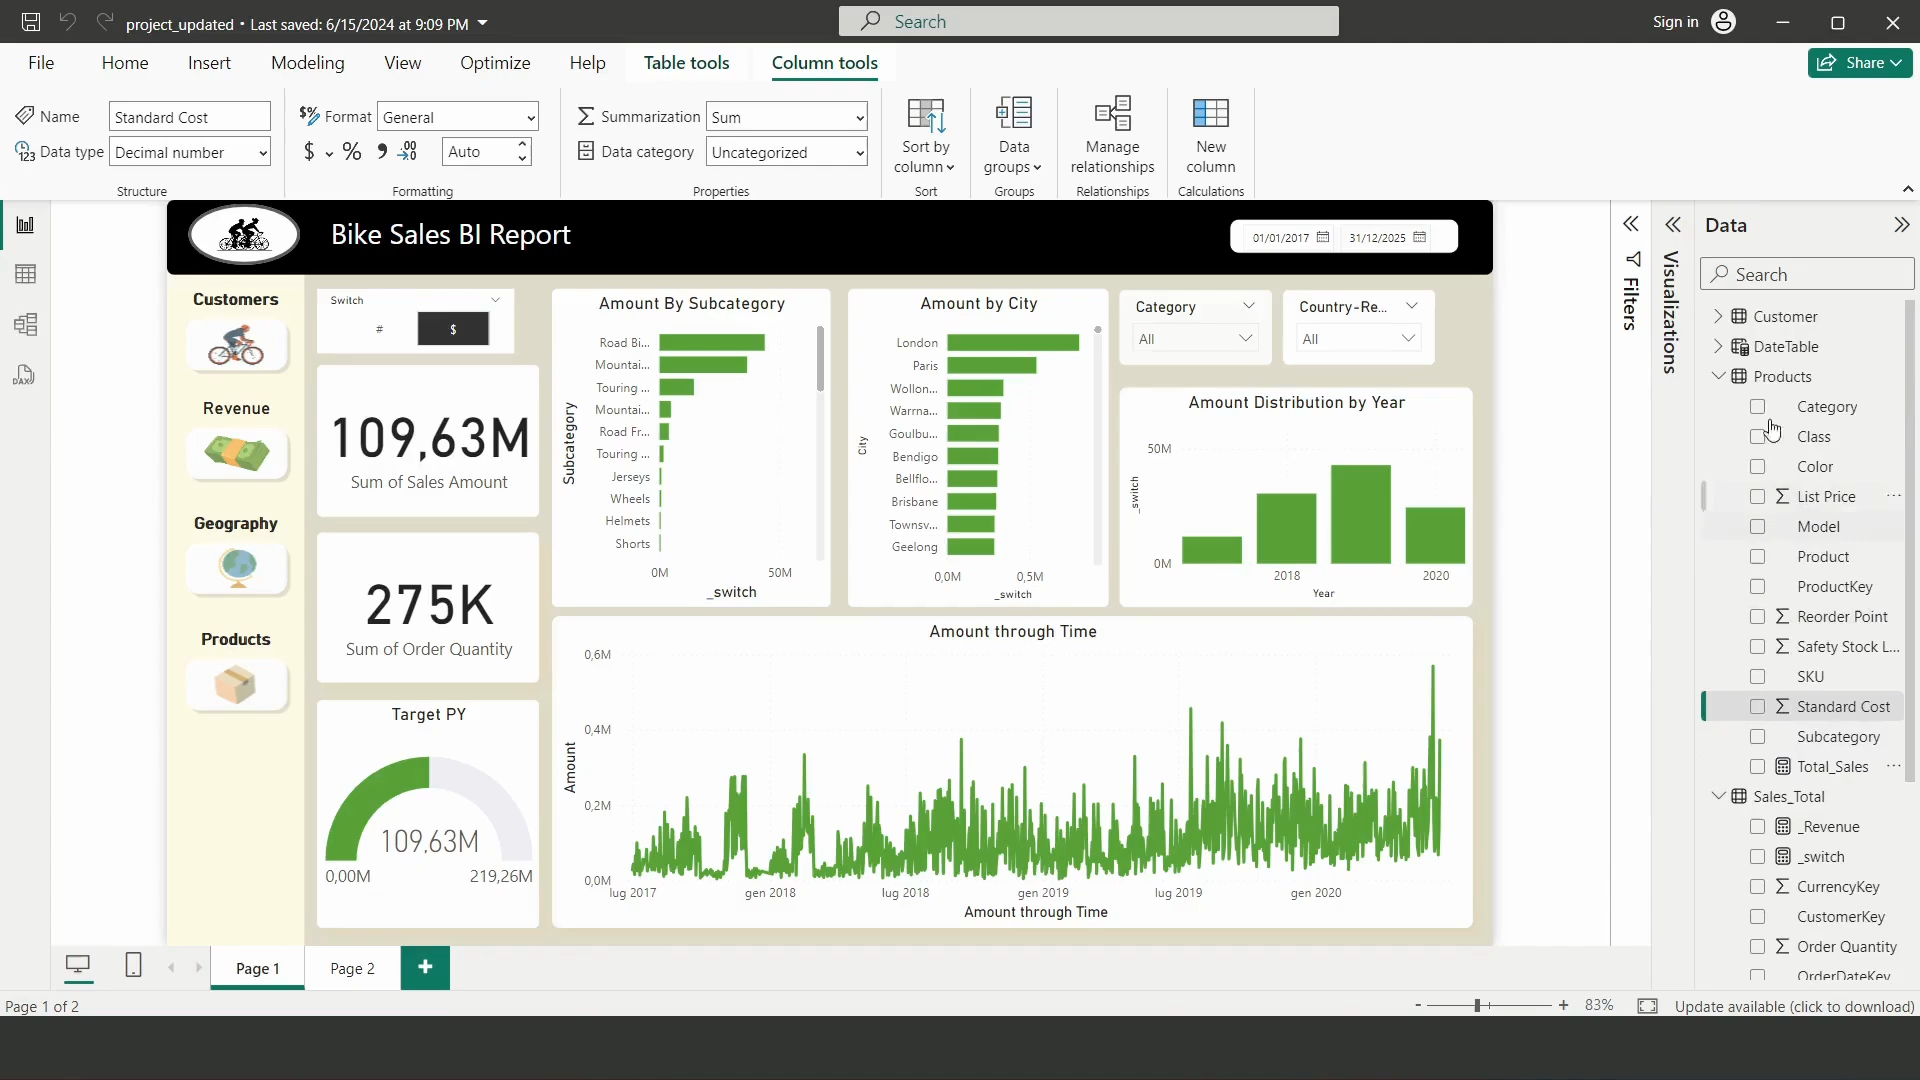 project_updated • Last saved: 6/15/2024 at 9:09 PM
Search
Sign in
File Home Insert Modeling View Optimize Help Table tools Column tools
Share
Name Standard Cost
Data type Decimal number
Structure
Format General
$ % Auto
Formatting
Summarization Sum
Data category Uncategorized
Properties
Sort by
column
Sort
Data
groups
Groups
Manage
relationships
Relationships
New
column
Calculations
Bike Sales BI Report
01/01/2017 31/12/2025
Customers
Revenue
Geography
Products
Switch
# $
109,63M
Sum of Sales Amount
275K
Sum of Order Quantity
Target PY
109,63M
0,00M 219,26M
Amount By Subcategory
Subcategory
Road Bi...
Mountai...
Touring ...
Mountai...
Road Fr...
Touring ...
Jerseys
Wheels
Helmets
Shorts
0M 50M
_switch
Amount by City
City
London
Paris
Wollon...
Warrna...
Goulbu...
Bendigo
Bellflo...
Brisbane
Townsv...
Geelong
0,0M 0,5M
_switch
Category
All
Country-Re...
All
Amount Distribution by Year
_switch
50M
0M
2018 2020
Year
Amount through Time
Amount
0,6M
0,4M
0,2M
0,0M
lug 2017 gen 2018 lug 2018 gen 2019 lug 2019 gen 2020
Amount through Time
Filters
Visualizations
Data
Search
Customer
DateTable
Products
Category
Class
Color
List Price
Model
Product
ProductKey
Reorder Point
Safety Stock L...
SKU
Standard Cost
Subcategory
Total_Sales
Sales_Total
_Revenue
_switch
CurrencyKey
CustomerKey
Order Quantity
OrderDateKey
Page 1 Page 2 +
Page 1 of 2
- + 83%
Update available (click to download)